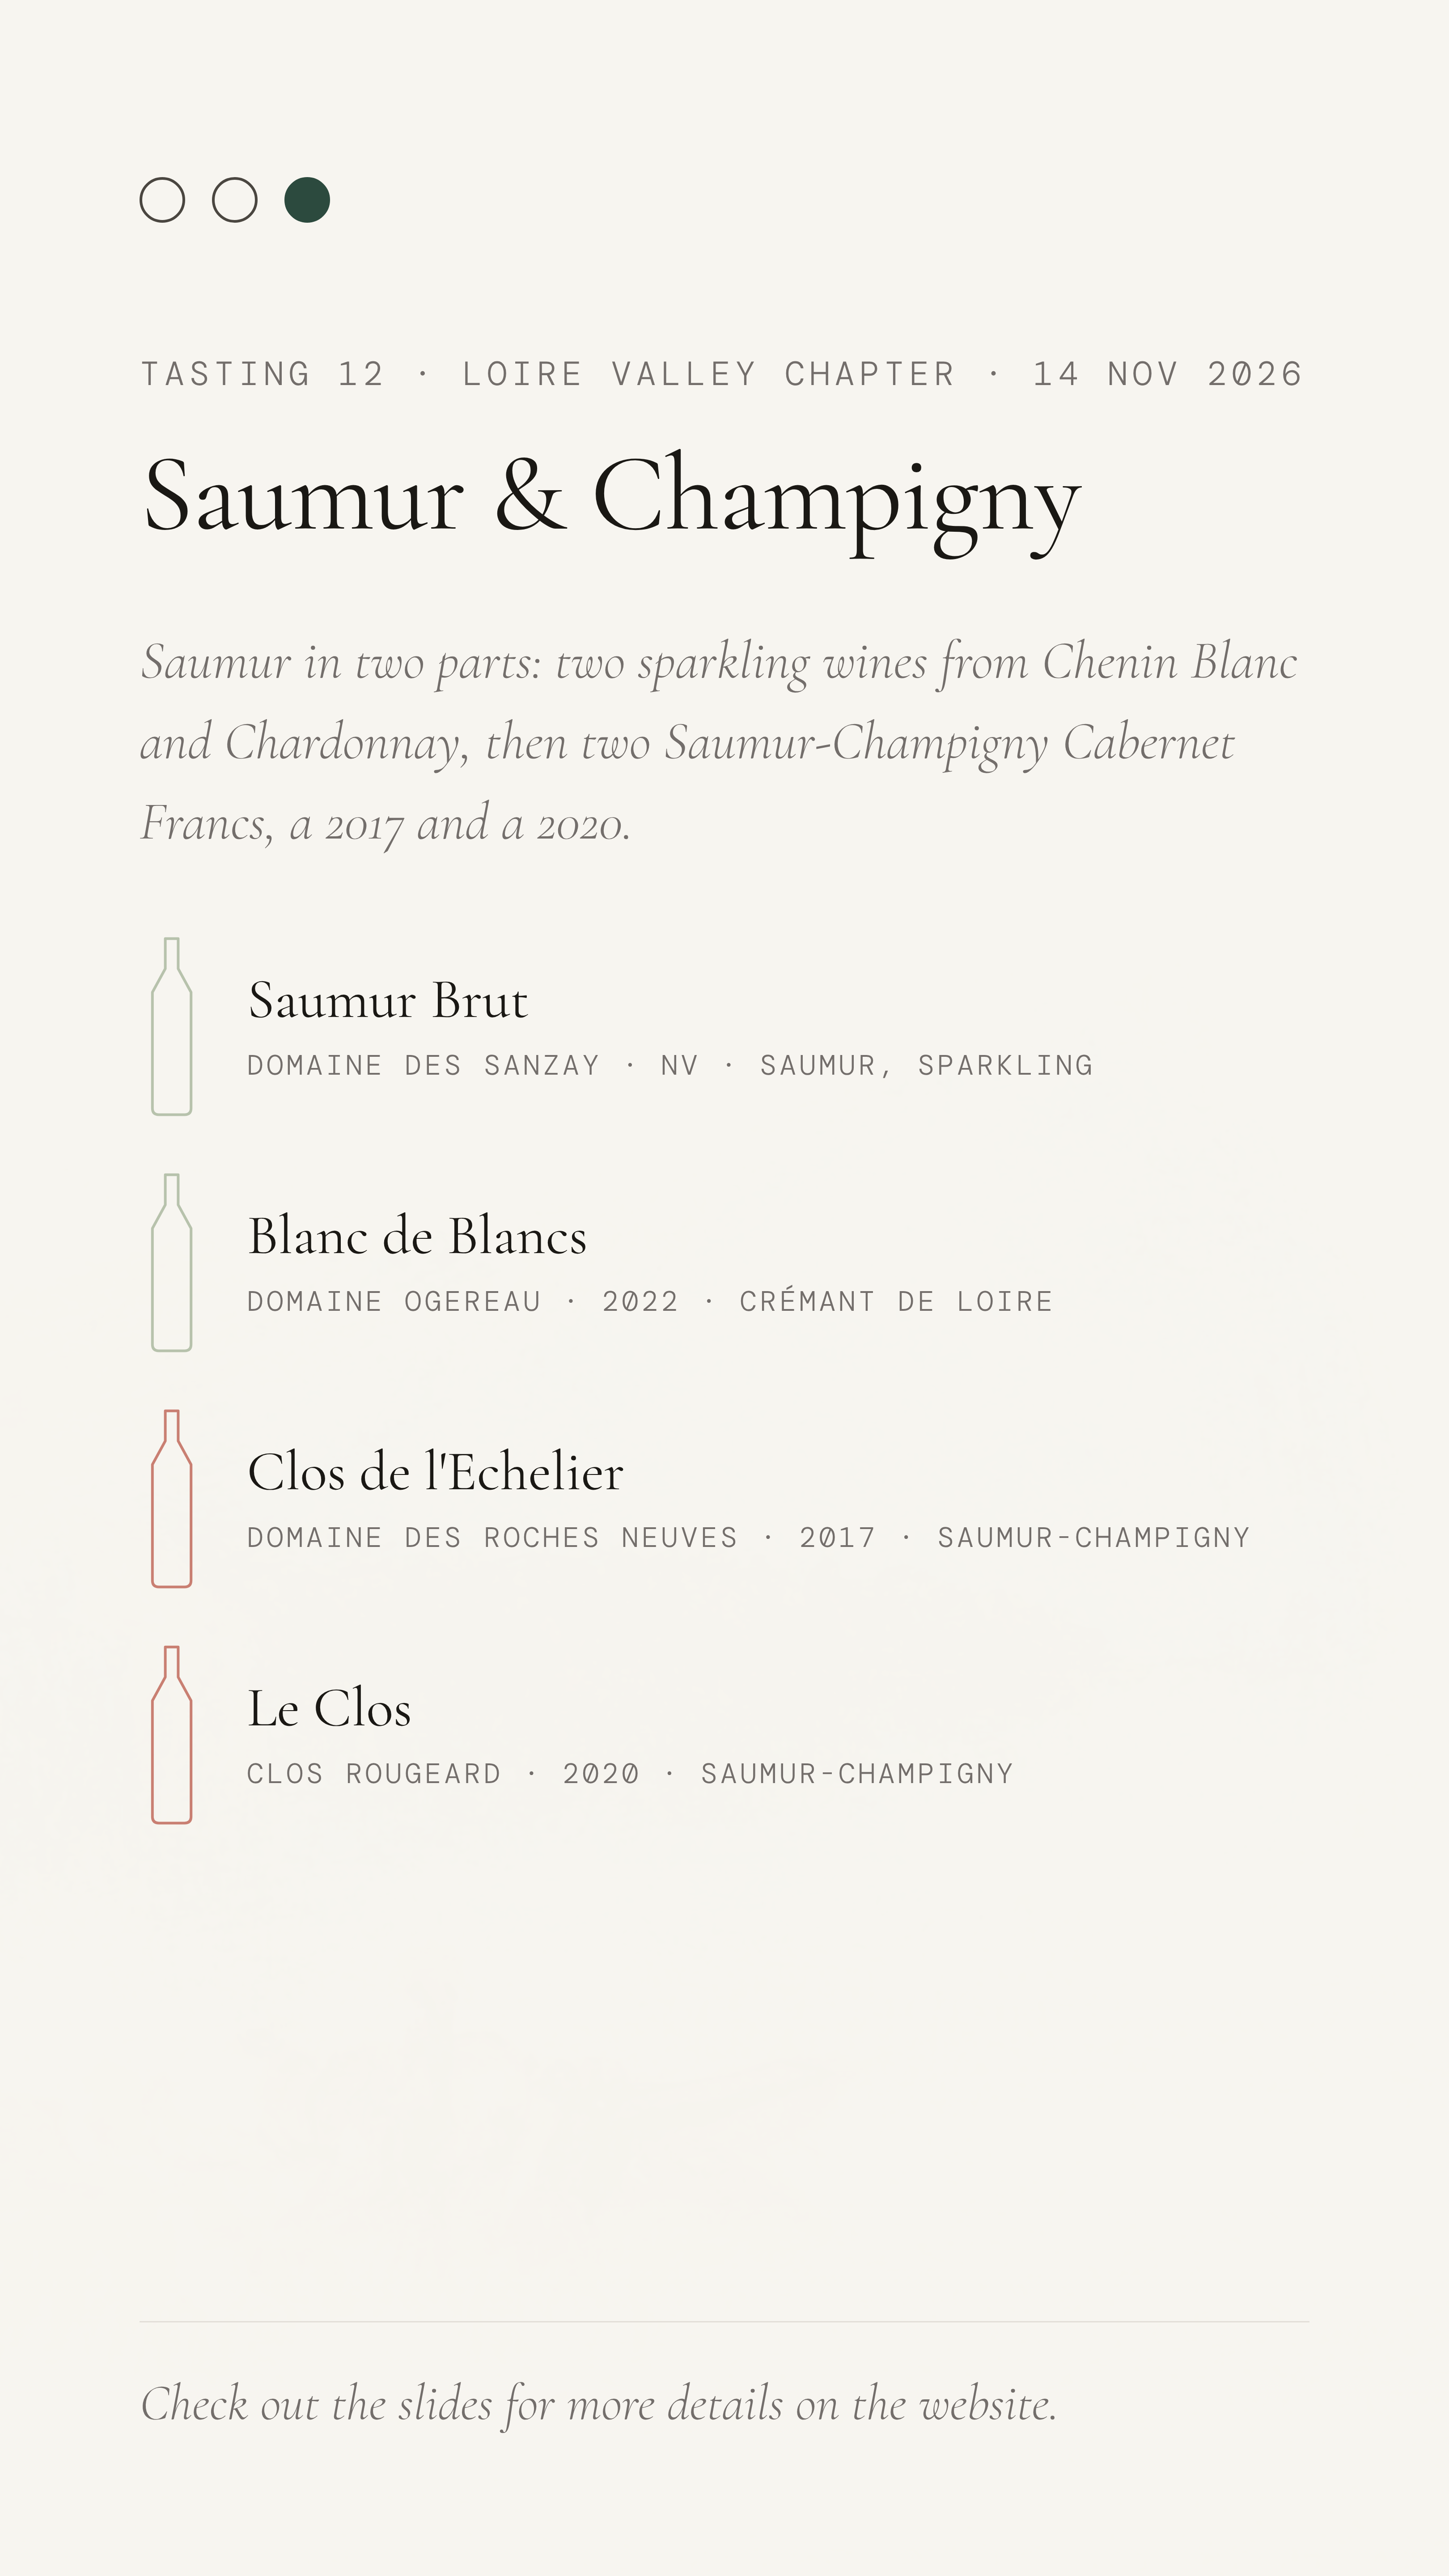 TASTING 12 · LOIRE VALLEY CHAPTER · 14 NOV 2026
Saumur & Champigny
Saumur in two parts: two sparkling wines from Chenin Blanc
and Chardonnay, then two Saumur-Champigny Cabernet
Francs, a 2017 and a 2020.
Saumur Brut
DOMAINE DES SANZAY · NV · SAUMUR, SPARKLING
Blanc de Blancs
DOMAINE OGEREAU · 2022 · CRÉMANT DE LOIRE
Clos de l'Echelier
DOMAINE DES ROCHES NEUVES · 2017 · SAUMUR-CHAMPIGNY
Le Clos
CLOS ROUGEARD · 2020 · SAUMUR-CHAMPIGNY
Check out the slides for more details on the website.